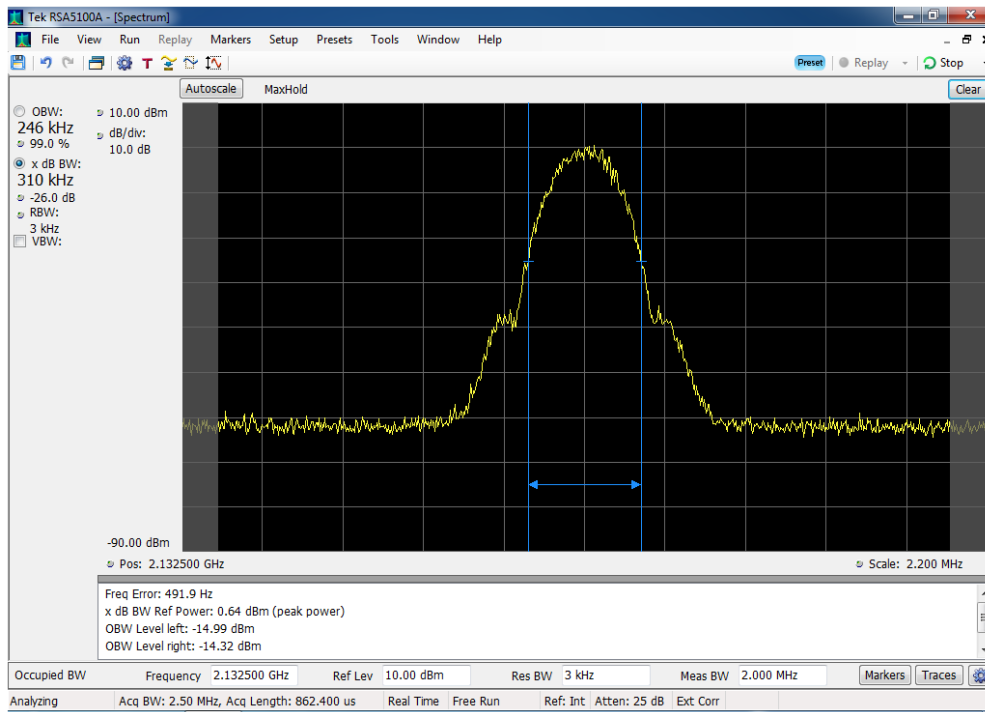 Tek RSA5100A - [Spectrum]
File View Run Replay Markers Setup Presets Tools Window Help
T Preset Replay Stop
Autoscale MaxHold Clear
OBW:
246 kHz
99.0 %
x dB BW:
310 kHz
-26.0 dB
RBW:
3 kHz
VBW:
10.00 dBm
dB/div:
10.0 dB
-90.00 dBm
Pos: 2.132500 GHz Scale: 2.200 MHz
Freq Error: 491.9 Hz
x dB BW Ref Power: 0.64 dBm (peak power)
OBW Level left: -14.99 dBm
OBW Level right: -14.32 dBm
Occupied BW Frequency 2.132500 GHz Ref Lev 10.00 dBm Res BW 3 kHz Meas BW 2.000 MHz Markers Traces
Analyzing Acq BW: 2.50 MHz, Acq Length: 862.400 us Real Time Free Run Ref: Int Atten: 25 dB Ext Corr